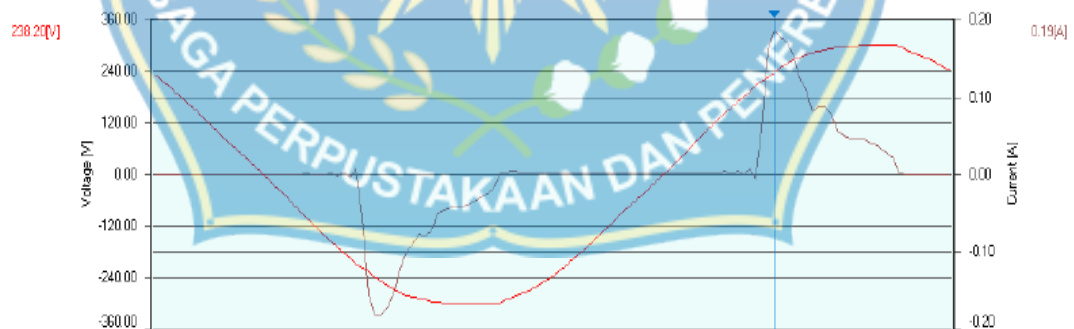 360.00
0.20
238.20[V]
0.19[A]
240.00
0.10
120.00
Voltage [V]
0.00
0.00
Current [A]
-120.00
-0.10
-240.00
-360.00
-0.20
AGA PERPUSTAKAAN DAN PENERB